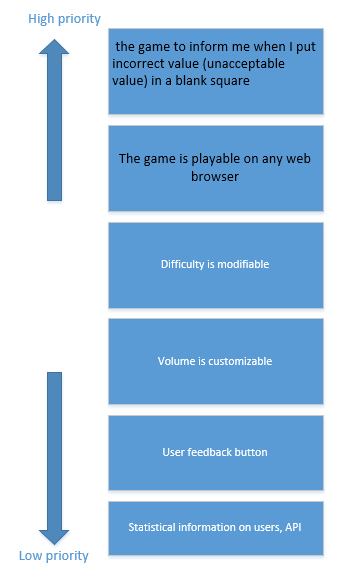 High priority
the game to inform me when I put
incorrect value (unacceptable
value) in a blank square
The game is playable on any web
browser
Difficulty is modifiable
Volume is customizable
User feedback button
Statistical information on users, API
Low priority